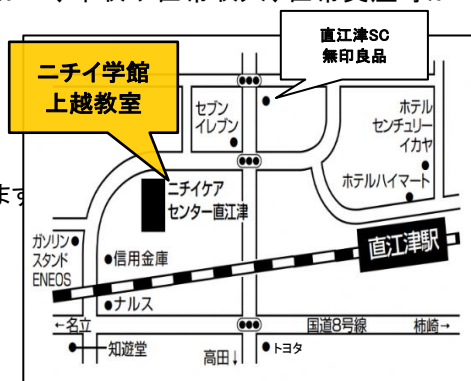 直江津SC
無印良品
ニチイ学館
上越教室
セブン
イレブン
ホテル
センチュリー
イカヤ
ホテルハイマート
ニチイケア
センター直江津
ます
ガソリン
スタンド
ENEOS
信用金庫
直江津駅
ナルス
←名立
国道8号線
柿崎→
知遊堂
高田↓
トヨタ